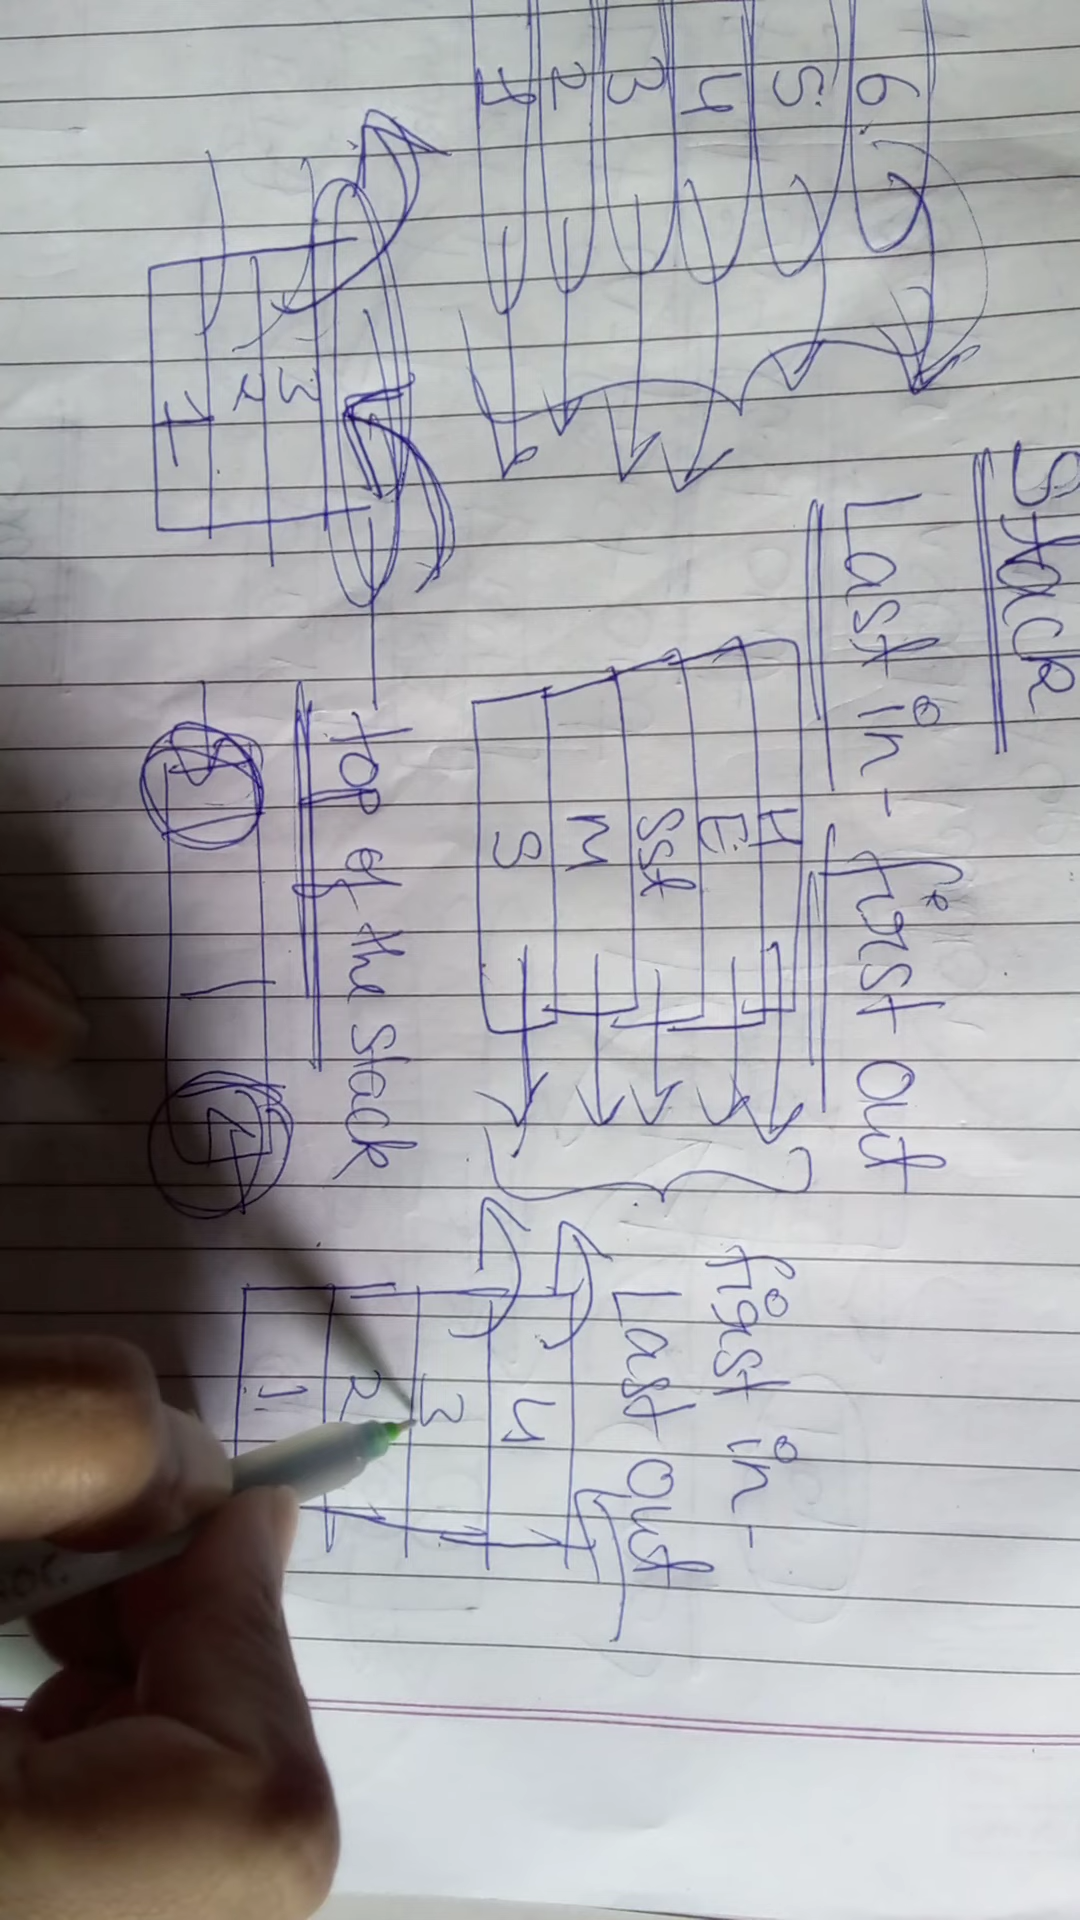 Stack
Last in - first out
6
5
4
3
2
1
H
E
Sst
M
S
first in -
Last out
4
3
2
1
top of the stack
3
2
1